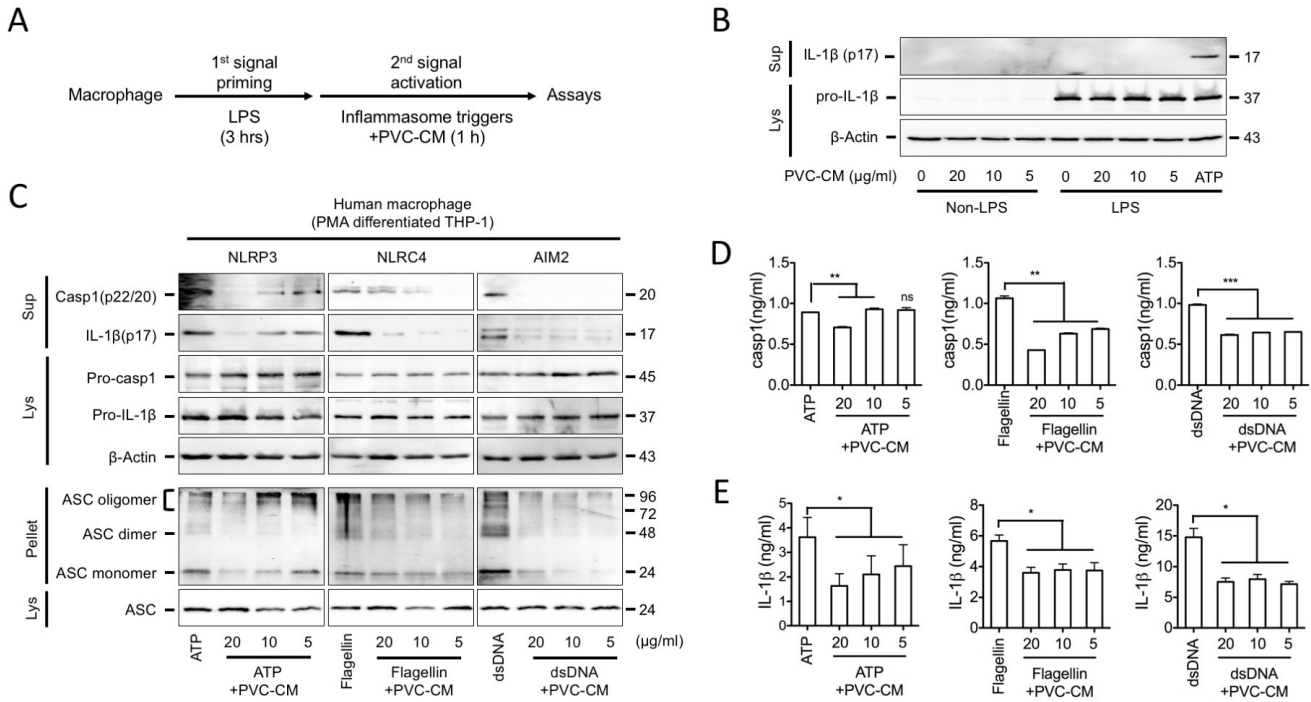 A
Macrophage
1st signal
priming
LPS
(3 hrs)
2nd signal
activation
Inflammasome triggers
+PVC-CM (1 h)
Assays
B
Sup
IL-1β (p17)
17
Lys
pro-IL-1β
37
β-Actin
43
PVC-CM (μg/ml)
0 20 10 5 0 20 10 5 ATP
Non-LPS LPS
C
Human macrophage
(PMA differentiated THP-1)
NLRP3 NLRC4 AIM2
Sup
Casp1(p22/20) 20
IL-1β(p17) 17
Lys
Pro-casp1 45
Pro-IL-1β 37
β-Actin 43
Pellet
ASC oligomer 96
72
ASC dimer 48
ASC monomer 24
Lys
ASC 24
ATP 20 10 5 Flagellin 20 10 5 dsDNA 20 10 5 (μg/ml)
ATP
+PVC-CM
Flagellin
+PVC-CM
dsDNA
+PVC-CM
D
casp1(ng/ml)
1.5
1.0
0.5
0.0
**
ns
ATP 20 10 5
ATP
+PVC-CM
casp1(ng/ml)
1.5
1.0
0.5
0.0
**
Flagellin 20 10 5
Flagellin
+PVC-CM
casp1(ng/ml)
1.5
1.0
0.5
0.0
***
dsDNA 20 10 5
dsDNA
+PVC-CM
E
IL-1β (ng/ml)
5
4
3
2
1
0
*
ATP 20 10 5
ATP
+PVC-CM
IL-1β (ng/ml)
8
6
4
2
0
*
Flagellin 20 10 5
Flagellin
+PVC-CM
IL-1β (ng/ml)
20
15
10
5
0
*
dsDNA 20 10 5
dsDNA
+PVC-CM